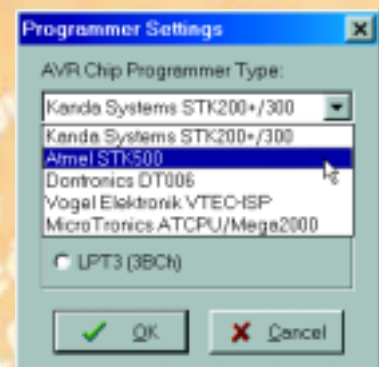 Programmer Settings
AVR Chip Programmer Type:
Kanda Systems STK200+/300
Kanda Systems STK200+/300
Atmel STK500
Dontronics DT006
Vogel Elektronik VTEC-ISP
MicroTronics ATCPU/Mega2000
LPT3 (3BCh)
OK
Cancel